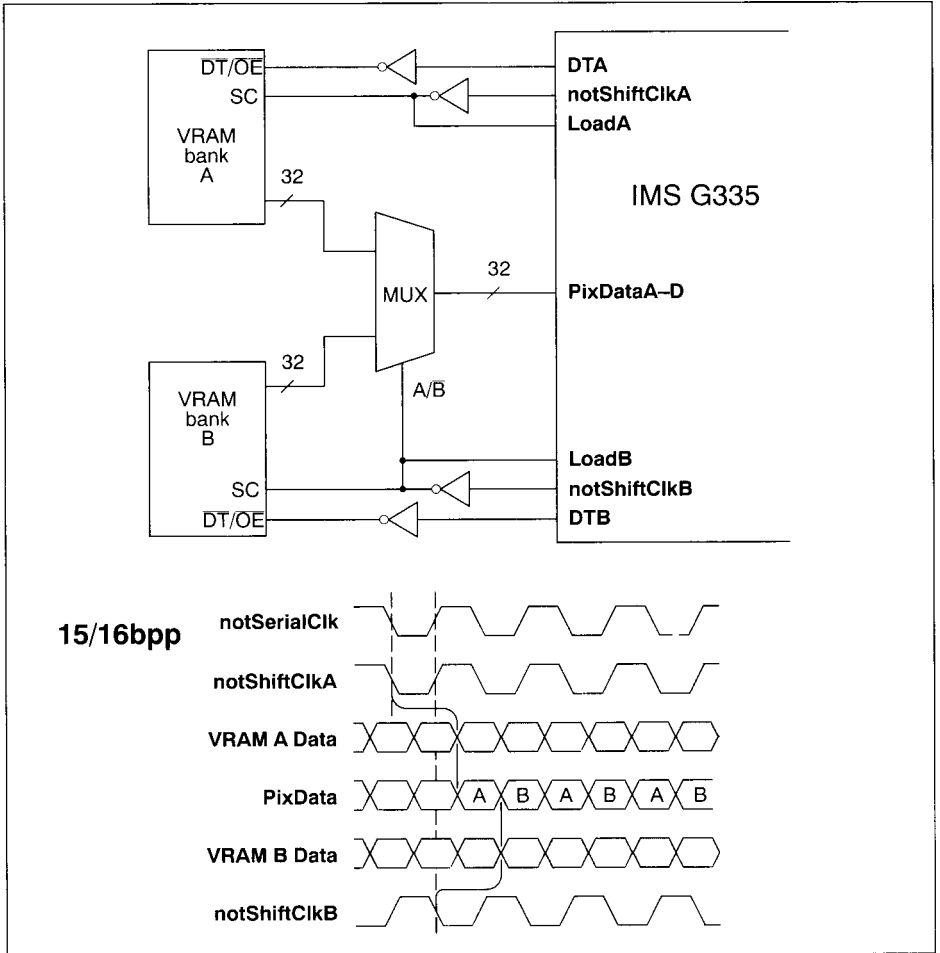 DT/OE
DTA
SC
notShiftClkA
LoadA
VRAM
bank
A
32
IMS G335
32
MUX
PixDataA–D
32
A/B
VRAM
bank
B
LoadB
SC
notShiftClkB
DT/OE
DTB
15/16bpp
notSerialClk
notShiftClkA
VRAM A Data
PixData
A B A B A B
VRAM B Data
notShiftClkB